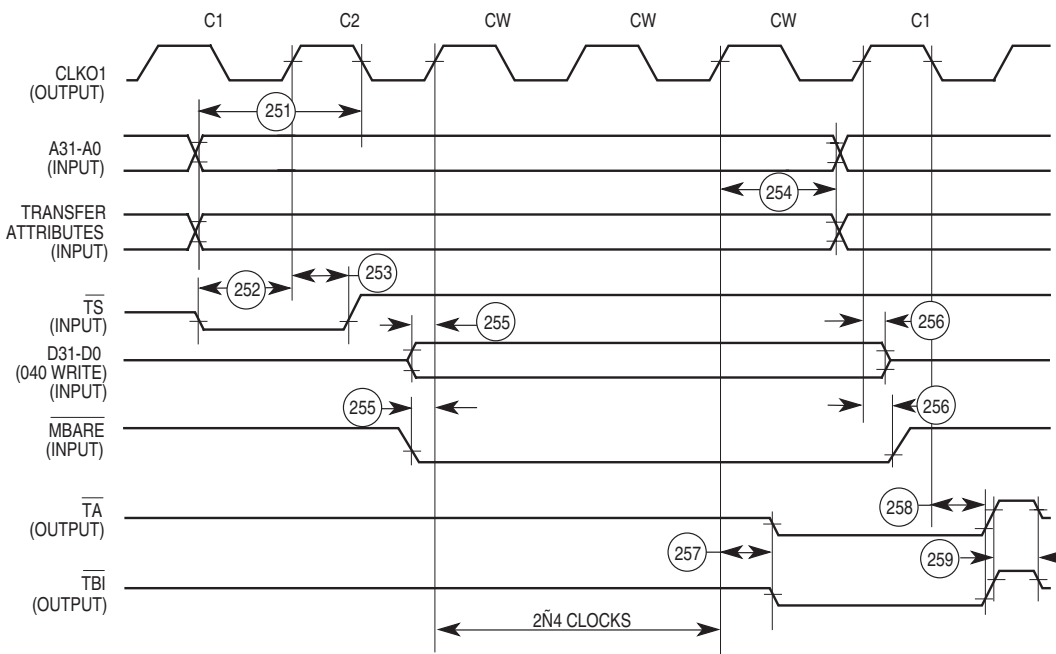 C1 C2 CW CW CW C1
CLKO1
(OUTPUT)
251
A31-A0
(INPUT)
254
TRANSFER
ATTRIBUTES
(INPUT)
252
253
TS
(INPUT)
255
256
D31-D0
(040 WRITE)
(INPUT)
255
256
MBARE
(INPUT)
TA
(OUTPUT)
258
257
259
TBI
(OUTPUT)
2Ñ4 CLOCKS